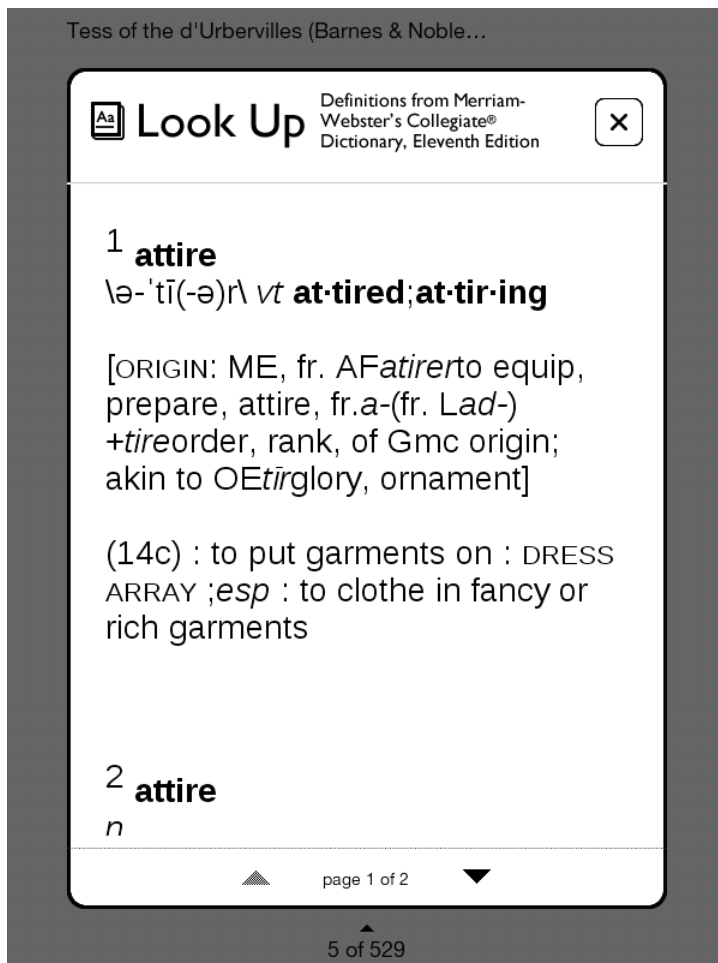 Tess of the d'Urbervilles (Barnes & Noble…
Aa Look Up
Definitions from Merriam-
Webster's Collegiate®
Dictionary, Eleventh Edition
1 attire
\ə-ˈtī(-ə)r\ vt at·tired;at·tir·ing
[ORIGIN: ME, fr. AFatirerto equip,
prepare, attire, fr.a-(fr. Lad-)
+tireorder, rank, of Gmc origin;
akin to OEtīrglory, ornament]
(14c) : to put garments on : DRESS
ARRAY ;esp : to clothe in fancy or
rich garments
2 attire
n
page 1 of 2
5 of 529